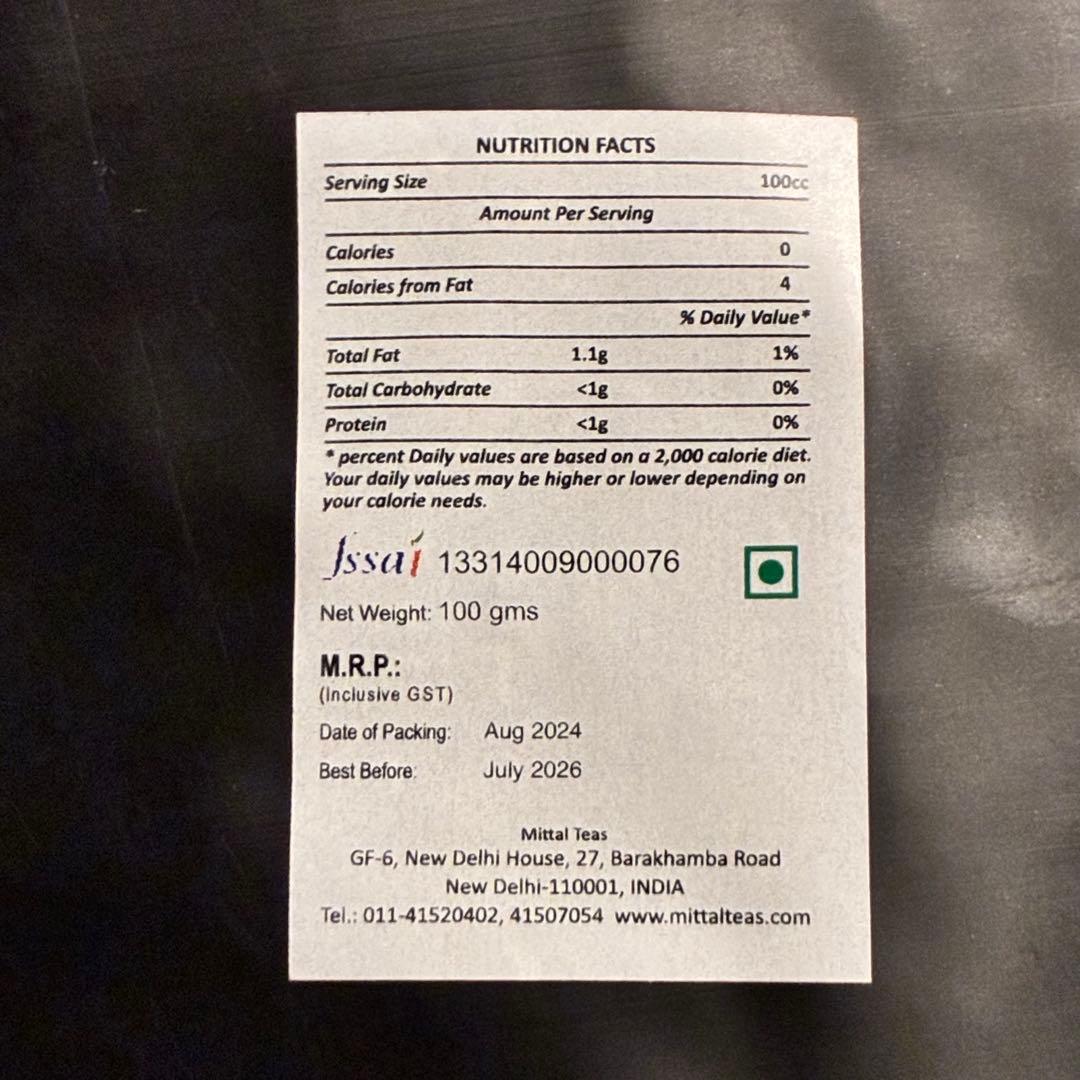 NUTRITION FACTS
Serving Size 100cc
Amount Per Serving
Calories 0
Calories from Fat 4
% Daily Value*
Total Fat 1.1g 1%
Total Carbohydrate <1g 0%
Protein <1g 0%
* percent Daily values are based on a 2,000 calorie diet.
Your daily values may be higher or lower depending on
your calorie needs.
fssai 13314009000076
Net Weight: 100 gms
M.R.P.:
(Inclusive GST)
Date of Packing: Aug 2024
Best Before: July 2026
Mittal Teas
GF-6, New Delhi House, 27, Barakhamba Road
New Delhi-110001, INDIA
Tel.: 011-41520402, 41507054 www.mittalteas.com